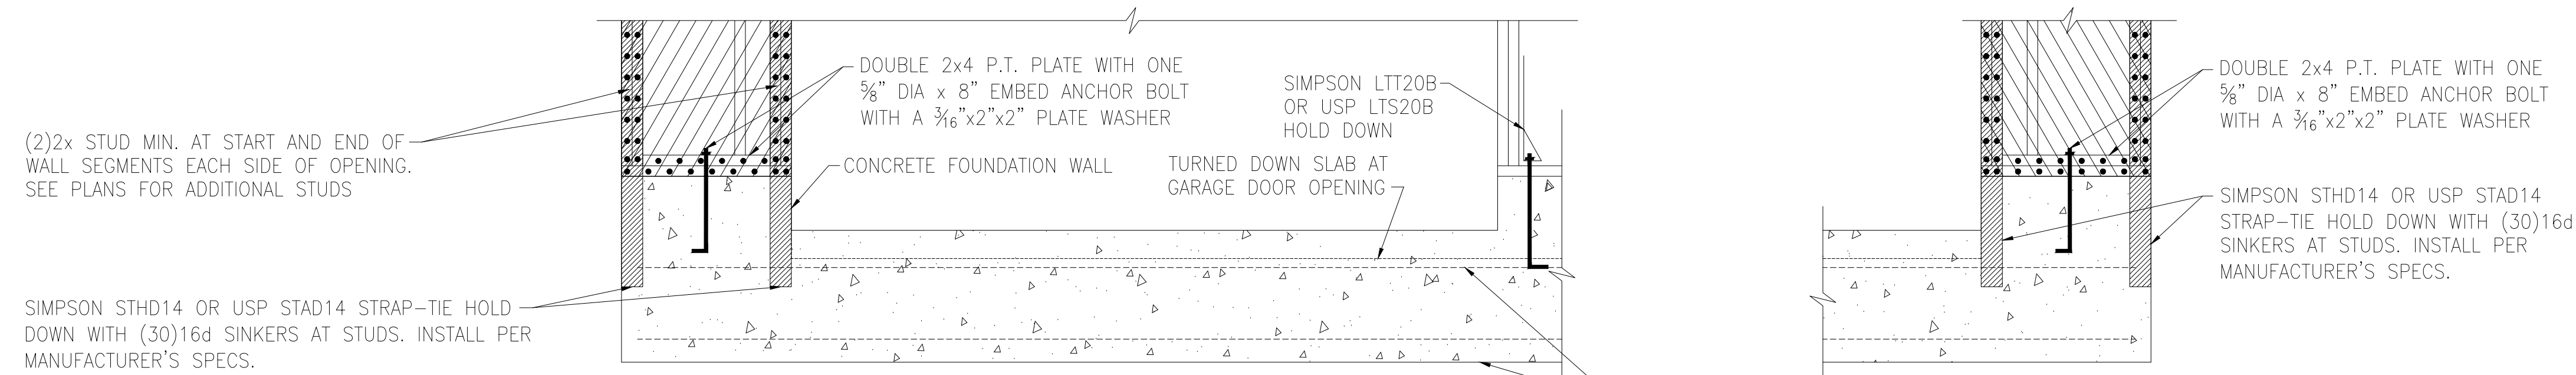 (2)2x STUD MIN. AT START AND END OF
WALL SEGMENTS EACH SIDE OF OPENING.
SEE PLANS FOR ADDITIONAL STUDS
SIMPSON STHD14 OR USP STAD14 STRAP-TIE HOLD
DOWN WITH (30)16d SINKERS AT STUDS. INSTALL PER
MANUFACTURER'S SPECS.
DOUBLE 2x4 P.T. PLATE WITH ONE
5/8" DIA x 8" EMBED ANCHOR BOLT
WITH A 3/16"x2"x2" PLATE WASHER
CONCRETE FOUNDATION WALL
SIMPSON LTT20B
OR USP LTS20B
HOLD DOWN
TURNED DOWN SLAB AT
GARAGE DOOR OPENING
DOUBLE 2x4 P.T. PLATE WITH ONE
5/8" DIA x 8" EMBED ANCHOR BOLT
WITH A 3/16"x2"x2" PLATE WASHER
SIMPSON STHD14 OR USP STAD14
STRAP-TIE HOLD DOWN WITH (30)16d
SINKERS AT STUDS. INSTALL PER
MANUFACTURER'S SPECS.